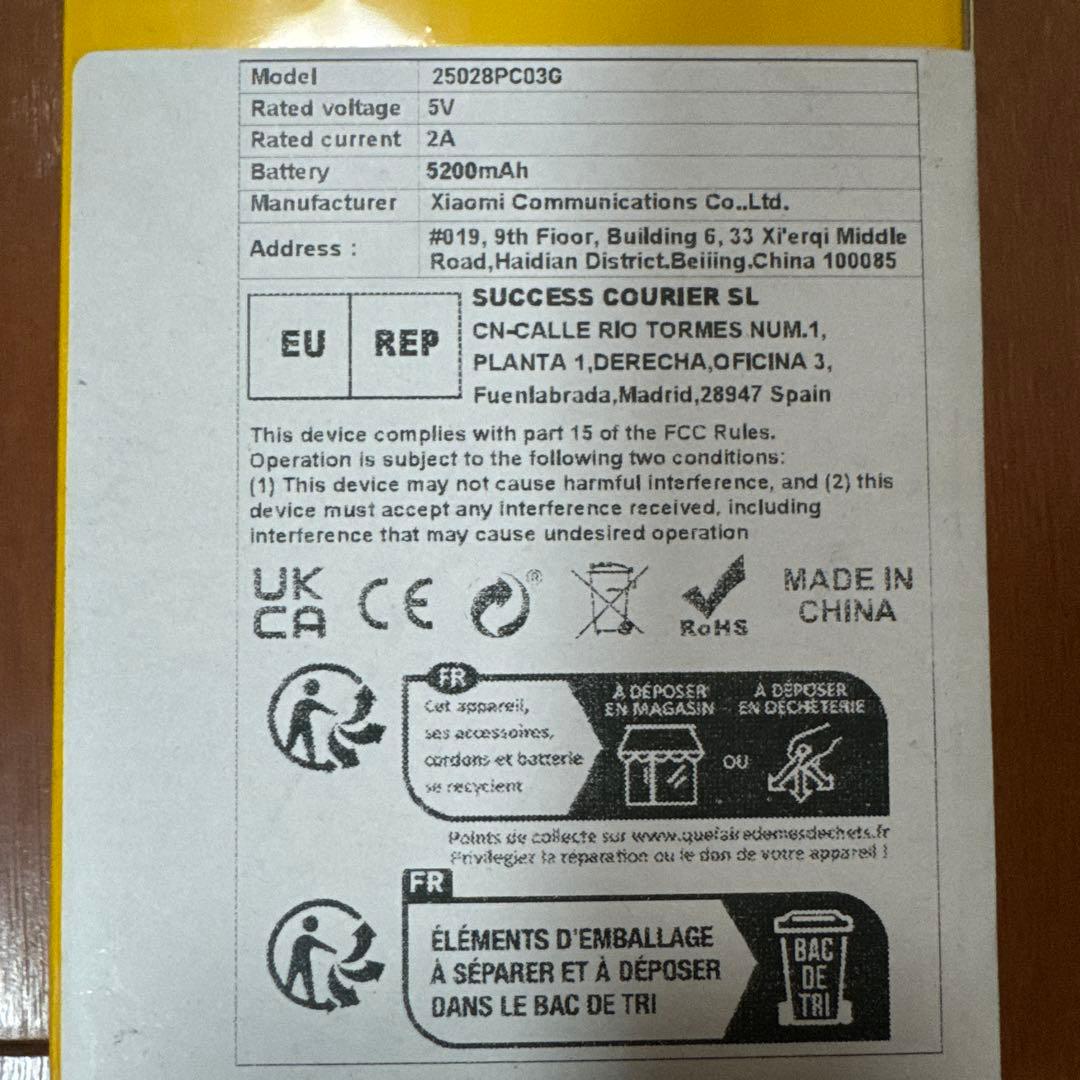 Model 25028PC03G
Rated voltage 5V
Rated current 2A
Battery 5200mAh
Manufacturer Xiaomi Communications Co.,Ltd.
Address : #019, 9th Fioor, Building 6, 33 Xi'erqi Middle
Road,Haidian District.Beiiing.China 100085
EU REP
SUCCESS COURIER SL
CN-CALLE RIO TORMES NUM.1,
PLANTA 1,DERECHA,OFICINA 3,
Fuenlabrada,Madrid,28947 Spain
This device complies with part 15 of the FCC Rules.
Operation is subject to the following two conditions:
(1) This device may not cause harmful interference, and (2) this
device must accept any interference received, including
interference that may cause undesired operation
UK
CA
CE
®
RoHS
MADE IN
CHINA
FR
Cet appareil,
ses accessoires,
cordons et batterie
se recyclent
À DÉPOSER
EN MAGASIN
OU
À DÉPOSER
EN DÉCHÈTERIE
Points de collecte sur www.quefairedemesdechets.fr
Privilegiez la réparation ou le don de votre appareil !
FR
ÉLÉMENTS D'EMBALLAGE
À SÉPARER ET À DÉPOSER
DANS LE BAC DE TRI
BAC
DE
TRI